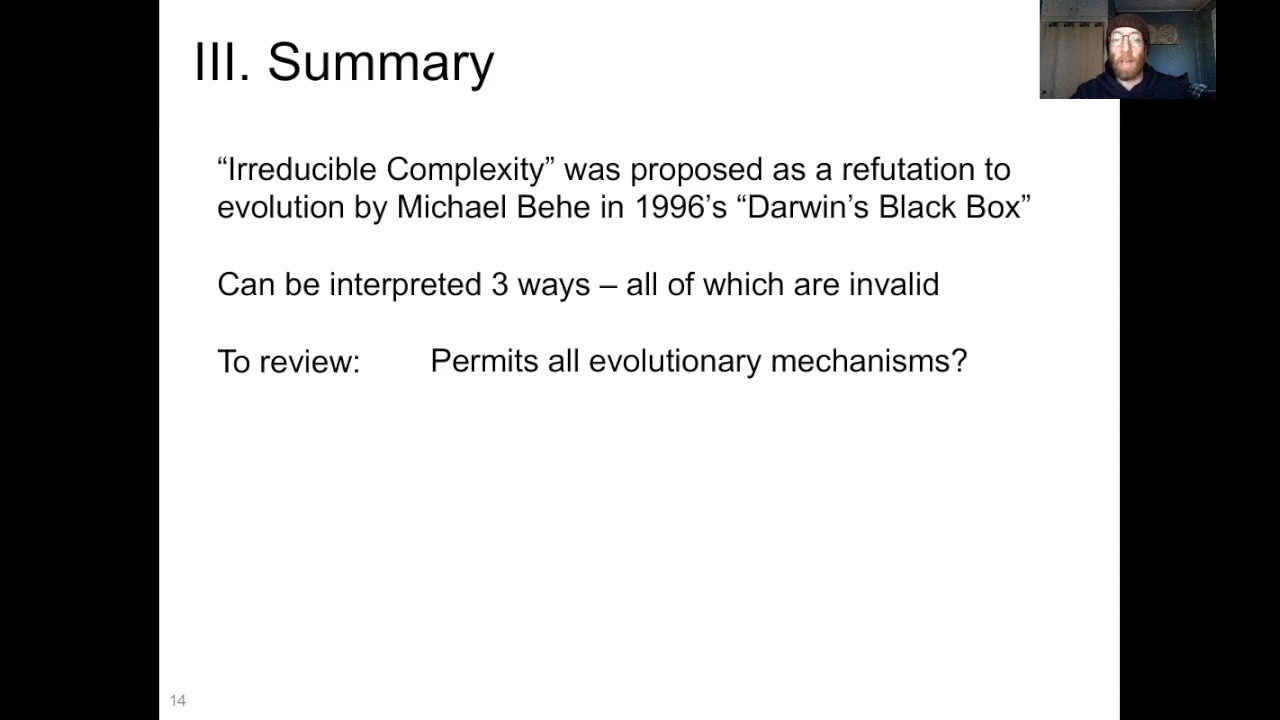 III. Summary
“Irreducible Complexity” was proposed as a refutation to
evolution by Michael Behe in 1996’s “Darwin’s Black Box”
Can be interpreted 3 ways – all of which are invalid
To review: Permits all evolutionary mechanisms?
14